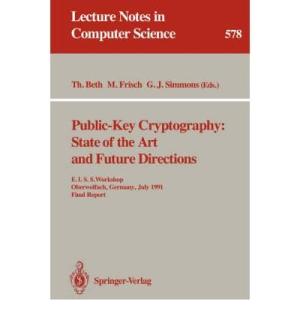 Lecture Notes in
Computer Science 578
Th. Beth M. Frisch G. J. Simmons (Eds.)
Public-Key Cryptography:
State of the Art
and Future Directions
E. I. S. S. Workshop
Oberwolfach, Germany, July 1991
Final Report
Springer-Verlag